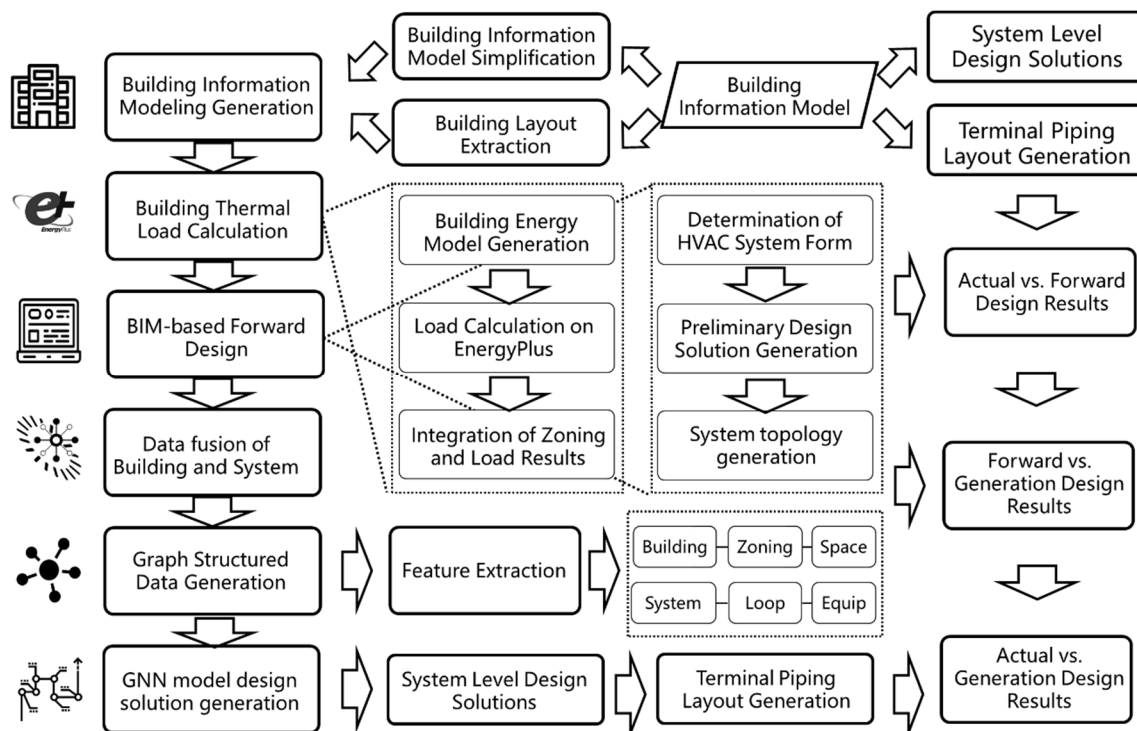 Building Information
Modeling Generation
Building Information
Model Simplification
Building Layout
Extraction
Building
Information Model
System Level
Design Solutions
Terminal Piping
Layout Generation
e+
EnergyPlus
Building Thermal
Load Calculation
Building Energy
Model Generation
Load Calculation on
EnergyPlus
Integration of Zoning
and Load Results
Determination of
HVAC System Form
Preliminary Design
Solution Generation
System topology
generation
Actual vs. Forward
Design Results
BIM-based Forward
Design
Data fusion of
Building and System
Forward vs.
Generation Design
Results
Graph Structured
Data Generation
Feature Extraction
Building
Zoning
Space
System
Loop
Equip
GNN model design
solution generation
System Level Design
Solutions
Terminal Piping
Layout Generation
Actual vs.
Generation Design
Results